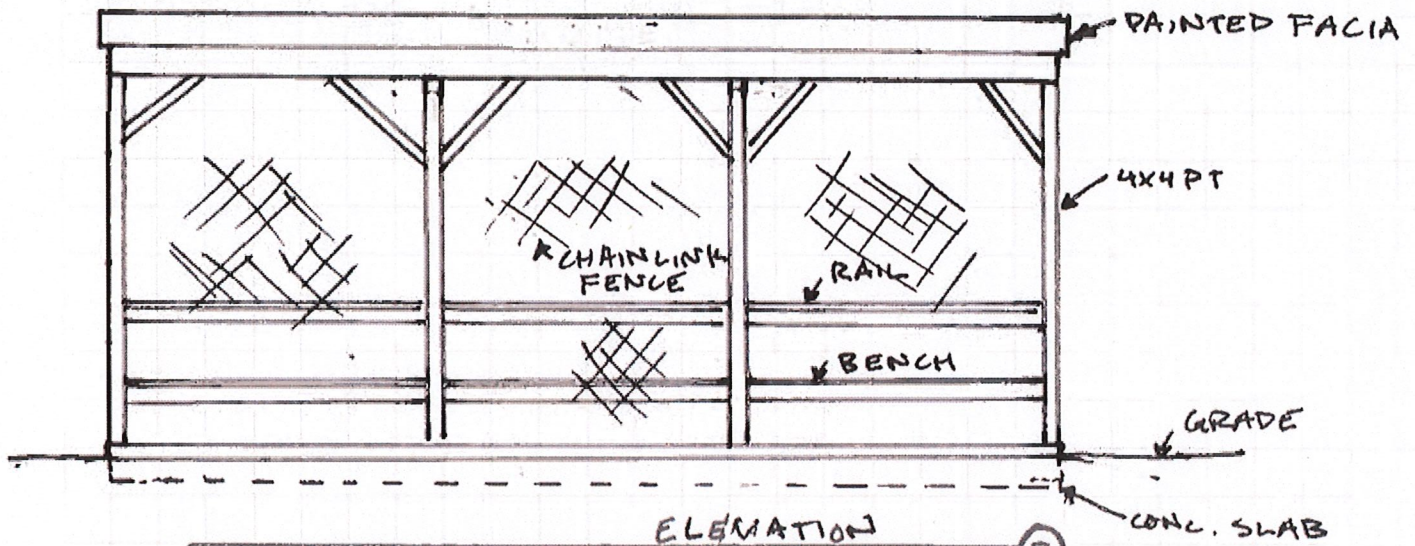 PAINTED FACIA
4X4 PT
CHAINLINK
FENCE
RAIL
BENCH
GRADE
CONC. SLAB
ELEVATION